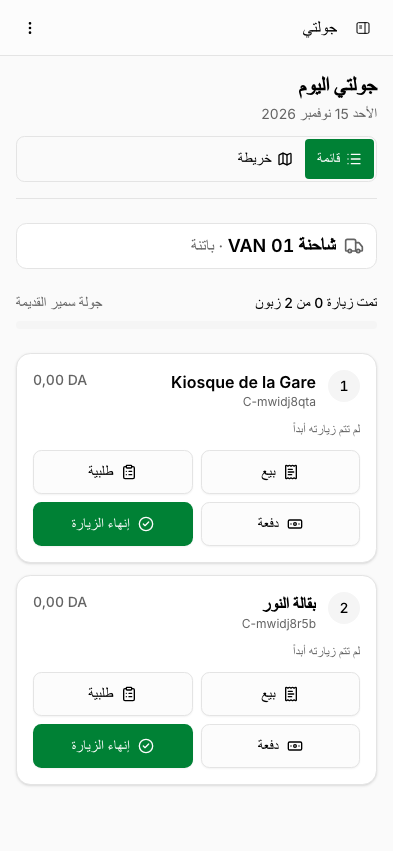 جولتي
جولتي اليوم
الأحد 15 نوفمبر 2026
قائمة
خريطة
شاحنة VAN 01 · باتنة
تمت زيارة 0 من 2 زبون
جولة سمير القديمة
1
Kiosque de la Gare
0,00 DA
C-mwidj8qta
لم تتم زيارته أبداً
بيع
طلبية
دفعة
إنهاء الزيارة
2
بقالة النور
0,00 DA
C-mwidj8r5b
لم تتم زيارته أبداً
بيع
طلبية
دفعة
إنهاء الزيارة